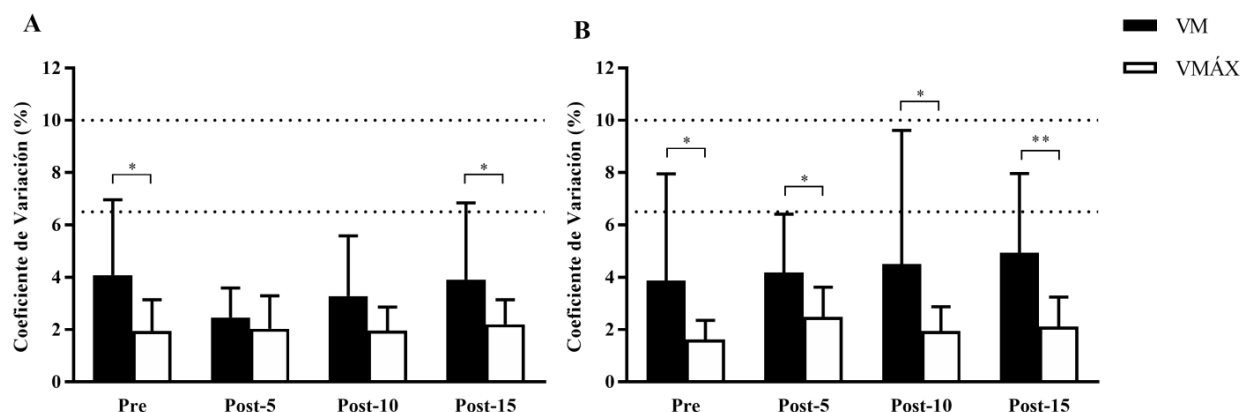 A
Coeficiente de Variación (%)
12
10
8
6
4
2
0
*
*
Pre
Post-5
Post-10
Post-15
B
Coeficiente de Variación (%)
12
10
8
6
4
2
0
*
*
*
**
Pre
Post-5
Post-10
Post-15
VM
VMÁX